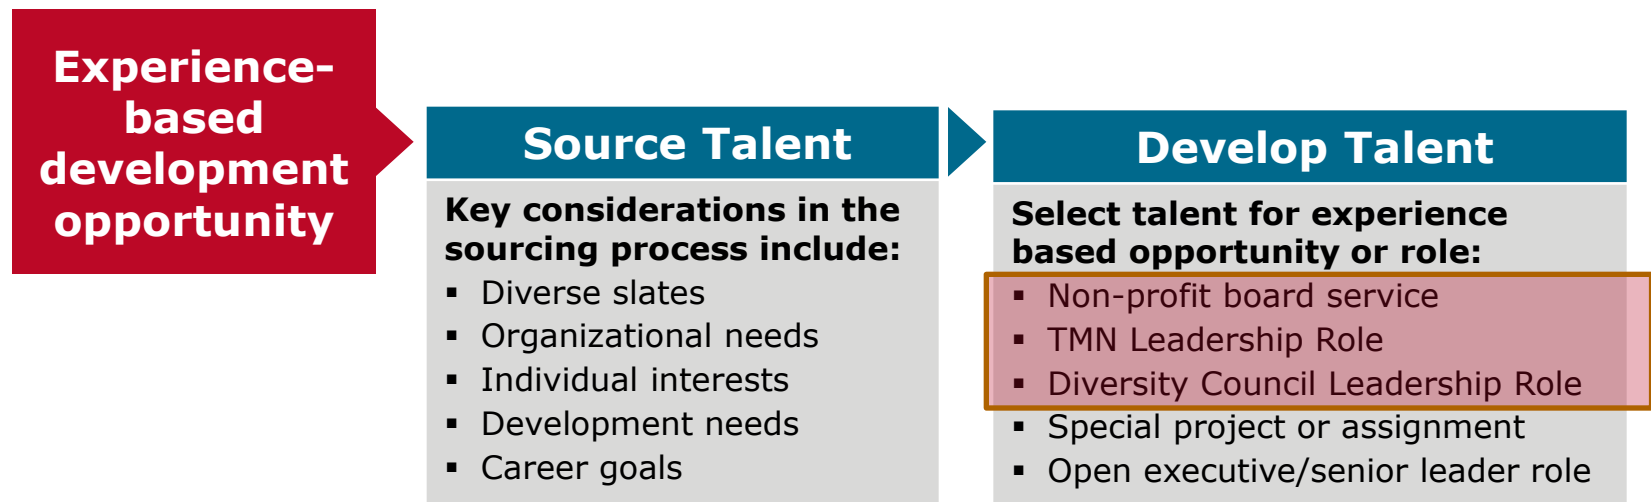 Experience-
based
development
opportunity
Source Talent
Key considerations in the
sourcing process include:
▪ Diverse slates
▪ Organizational needs
▪ Individual interests
▪ Development needs
▪ Career goals
Develop Talent
Select talent for experience
based opportunity or role:
▪ Non-profit board service
▪ TMN Leadership Role
▪ Diversity Council Leadership Role
▪ Special project or assignment
▪ Open executive/senior leader role